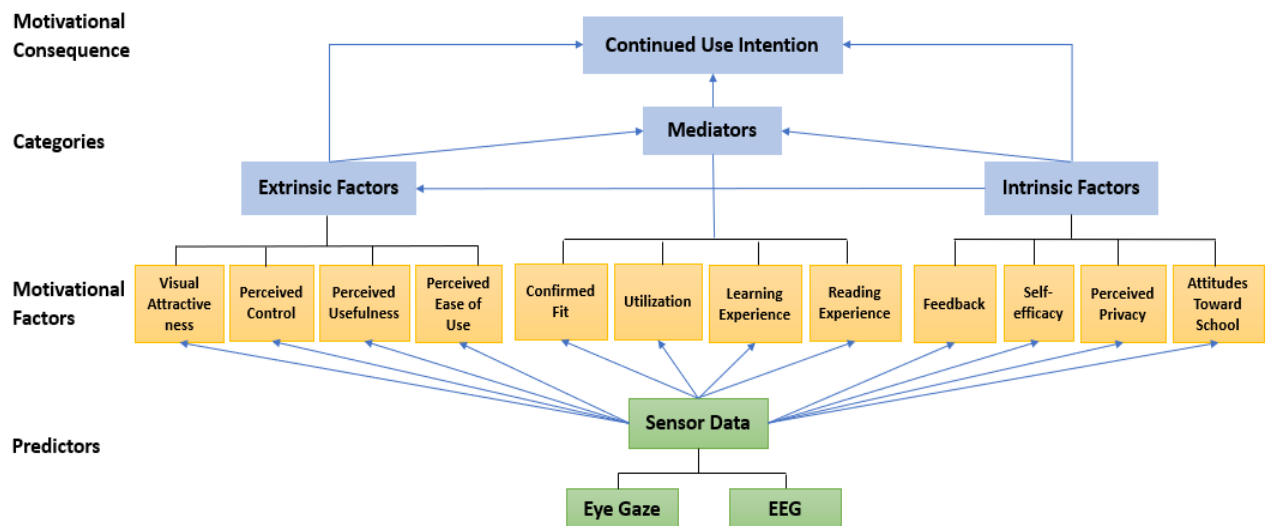 Motivational
Consequence
Continued Use Intention
Categories
Mediators
Extrinsic Factors
Intrinsic Factors
Motivational
Factors
Visual
Attractive
ness
Perceived
Control
Perceived
Usefulness
Perceived
Ease of
Use
Confirmed
Fit
Utilization
Learning
Experience
Reading
Experience
Feedback
Self-
efficacy
Perceived
Privacy
Attitudes
Toward
School
Predictors
Sensor Data
Eye Gaze
EEG